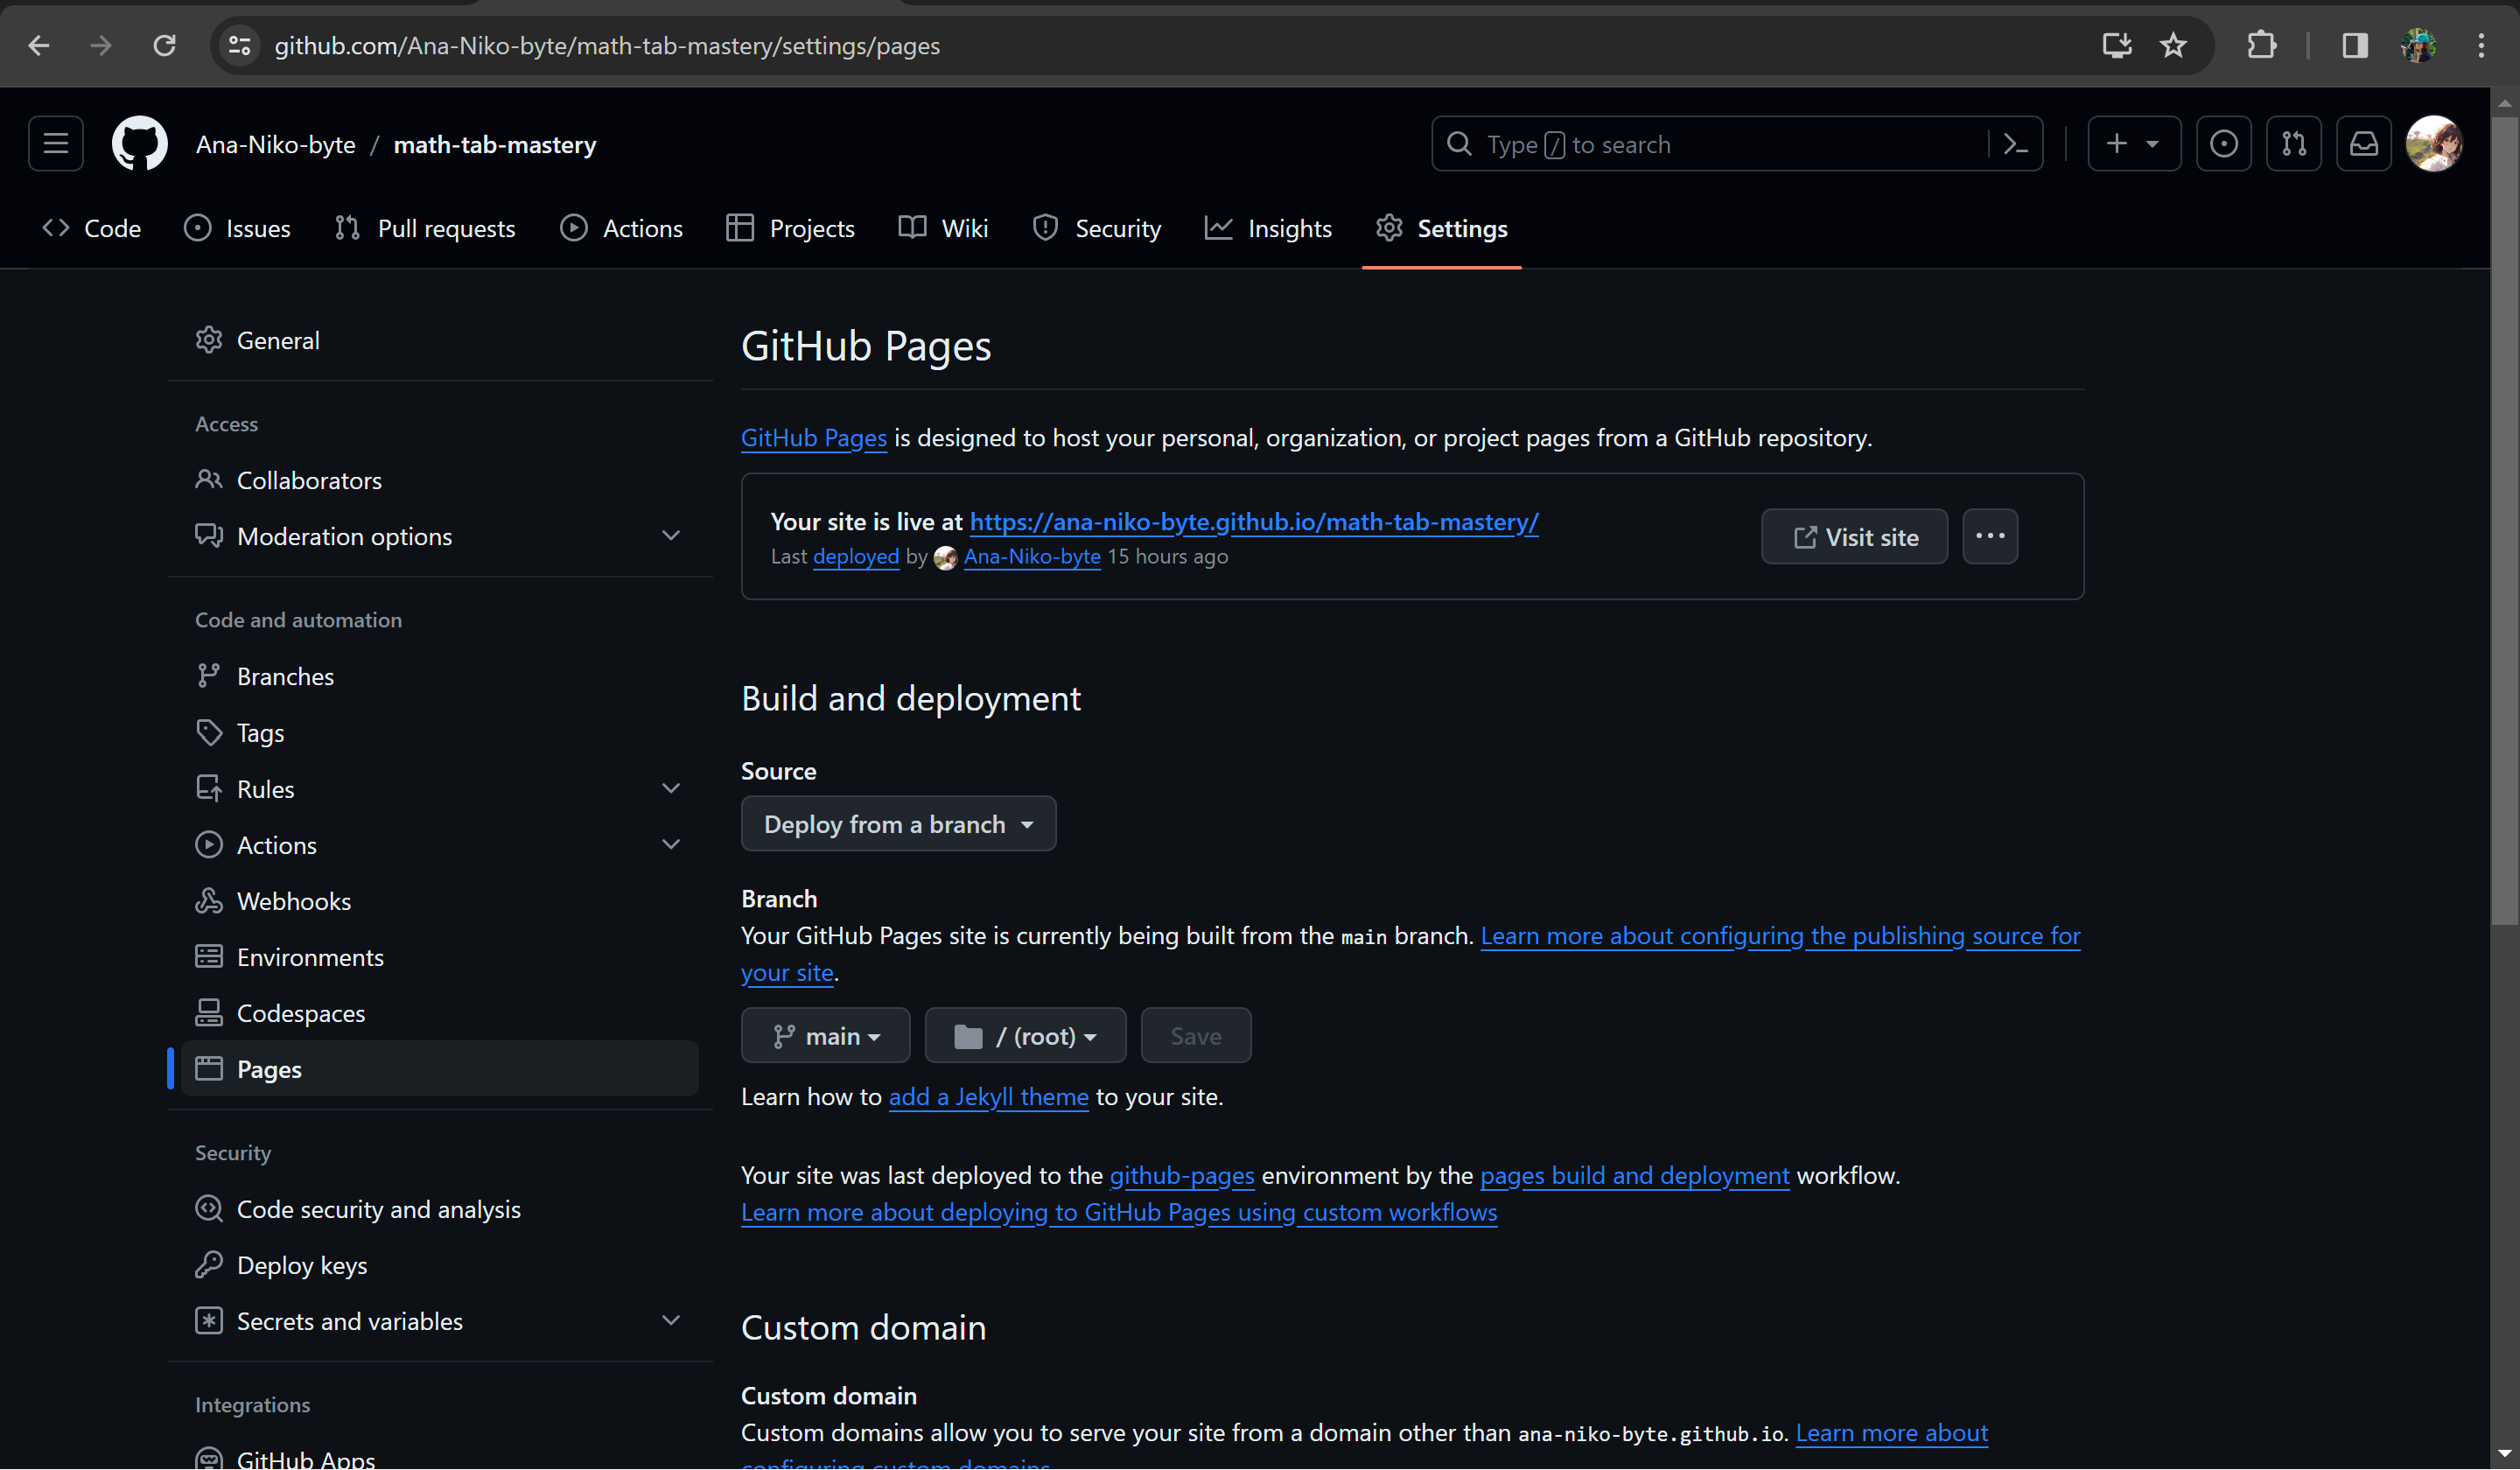 github.com/Ana-Niko-byte/math-tab-mastery/settings/pages
Ana-Niko-byte / math-tab-mastery
Type / to search
Code
Issues
Pull requests
Actions
Projects
Wiki
Security
Insights
Settings
General
Access
Collaborators
Moderation options
Code and automation
Branches
Tags
Rules
Actions
Webhooks
Environments
Codespaces
Pages
Security
Code security and analysis
Deploy keys
Secrets and variables
Integrations
GitHub Apps
GitHub Pages
GitHub Pages is designed to host your personal, organization, or project pages from a GitHub repository.
Your site is live at https://ana-niko-byte.github.io/math-tab-mastery/
Last deployed by Ana-Niko-byte 15 hours ago
Visit site
Build and deployment
Source
Deploy from a branch
Branch
Your GitHub Pages site is currently being built from the main branch. Learn more about configuring the publishing source for
your site.
main
/ (root)
Save
Learn how to add a Jekyll theme to your site.
Your site was last deployed to the github-pages environment by the pages build and deployment workflow.
Learn more about deploying to GitHub Pages using custom workflows
Custom domain
Custom domain
Custom domains allow you to serve your site from a domain other than ana-niko-byte.github.io. Learn more about
configuring custom domains